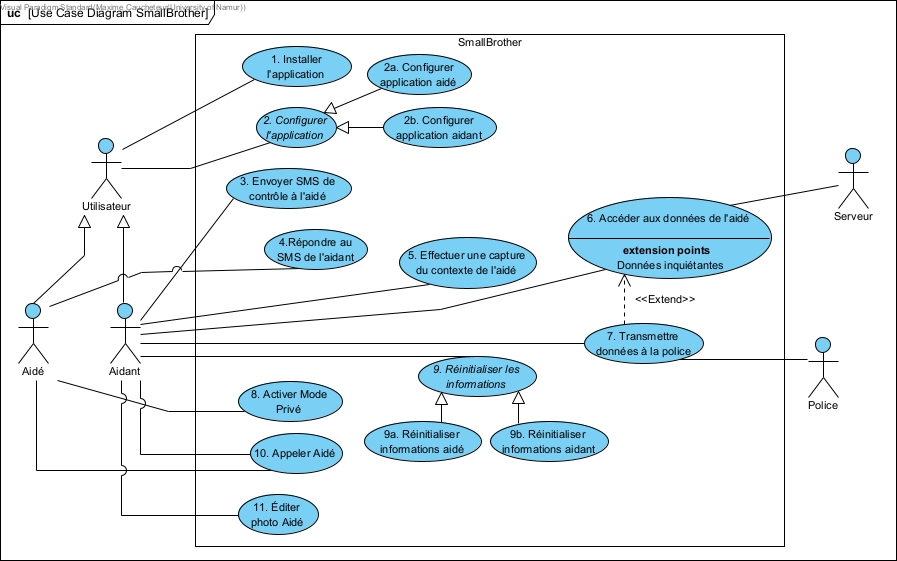 Visual Paradigm Standard(Maxime Caucheteur(University of Namur))
uc [Use Case Diagram SmallBrother]
SmallBrother
1. Installer
l'application
2a. Configurer
application aidé
2. Configurer
l'application
2b. Configurer
application aidant
Utilisateur
3. Envoyer SMS de
contrôle à l'aidé
6. Accéder aux données de l'aidé
extension points
Données inquiétantes
Serveur
4.Répondre au
SMS de l'aidant
5. Effectuer une capture
du contexte de l'aidé
<<Extend>>
7. Transmettre
données à la police
Aidé
Aidant
9. Réinitialiser les
informations
Police
8. Activer Mode
Privé
9a. Réinitialiser
informations aidé
9b. Réinitialiser
informations aidant
10. Appeler Aidé
11. Éditer
photo Aidé